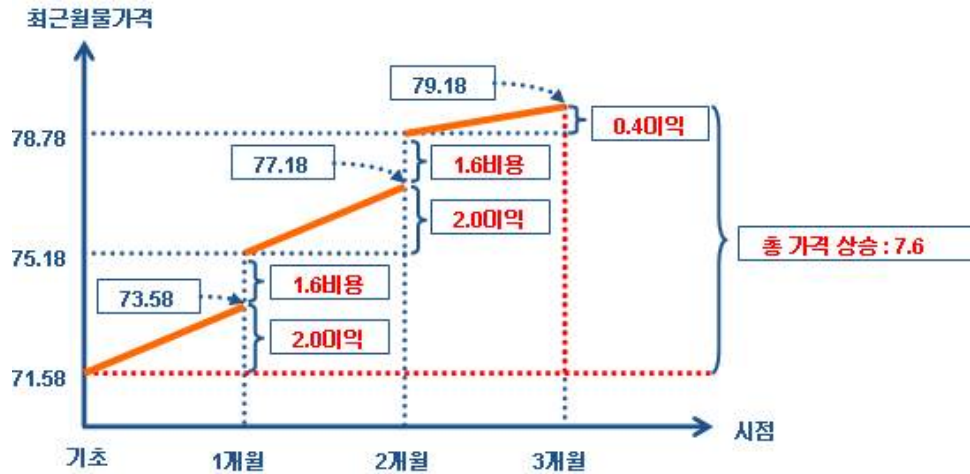 최근월물가격
79.18
0.4이익
78.78
77.18
1.6비용
2.0이익
총 가격 상승 : 7.6
75.18
73.58
1.6비용
2.0이익
71.58
시점
기초
1개월
2개월
3개월